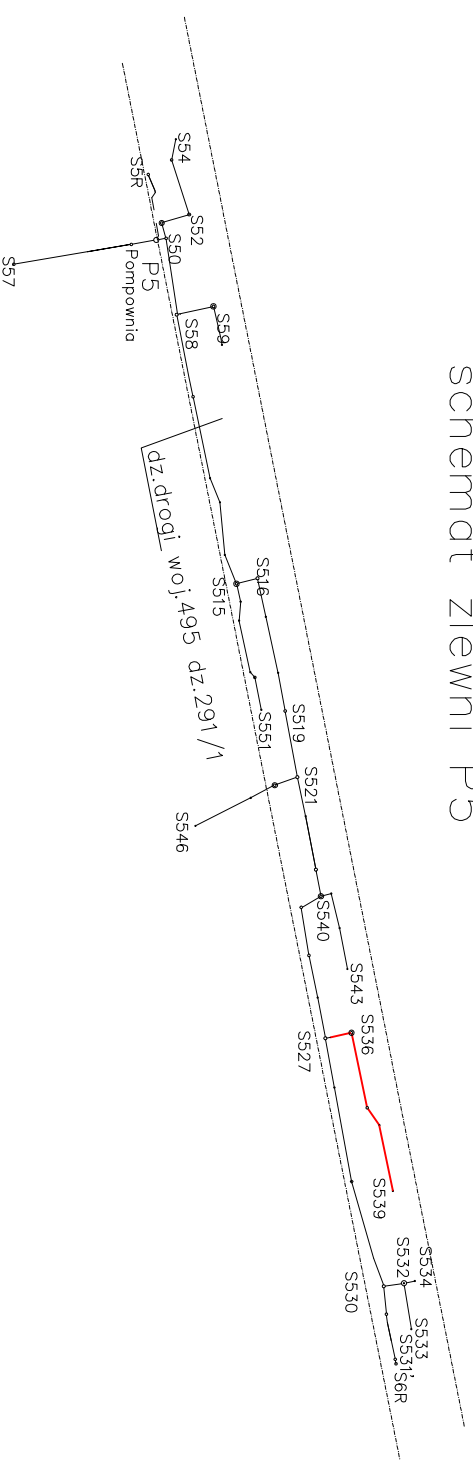 schemat zlewni P5
S54
S5R
S52
S50
P5
Pompownia
S57
S59
S58
dz.drogi woj.495 dz.291/1
S516
S515
S551
S519
S521
S546
S540
S543
S536
S527
S539
S534
S532
S530
S533
S531'
S6R